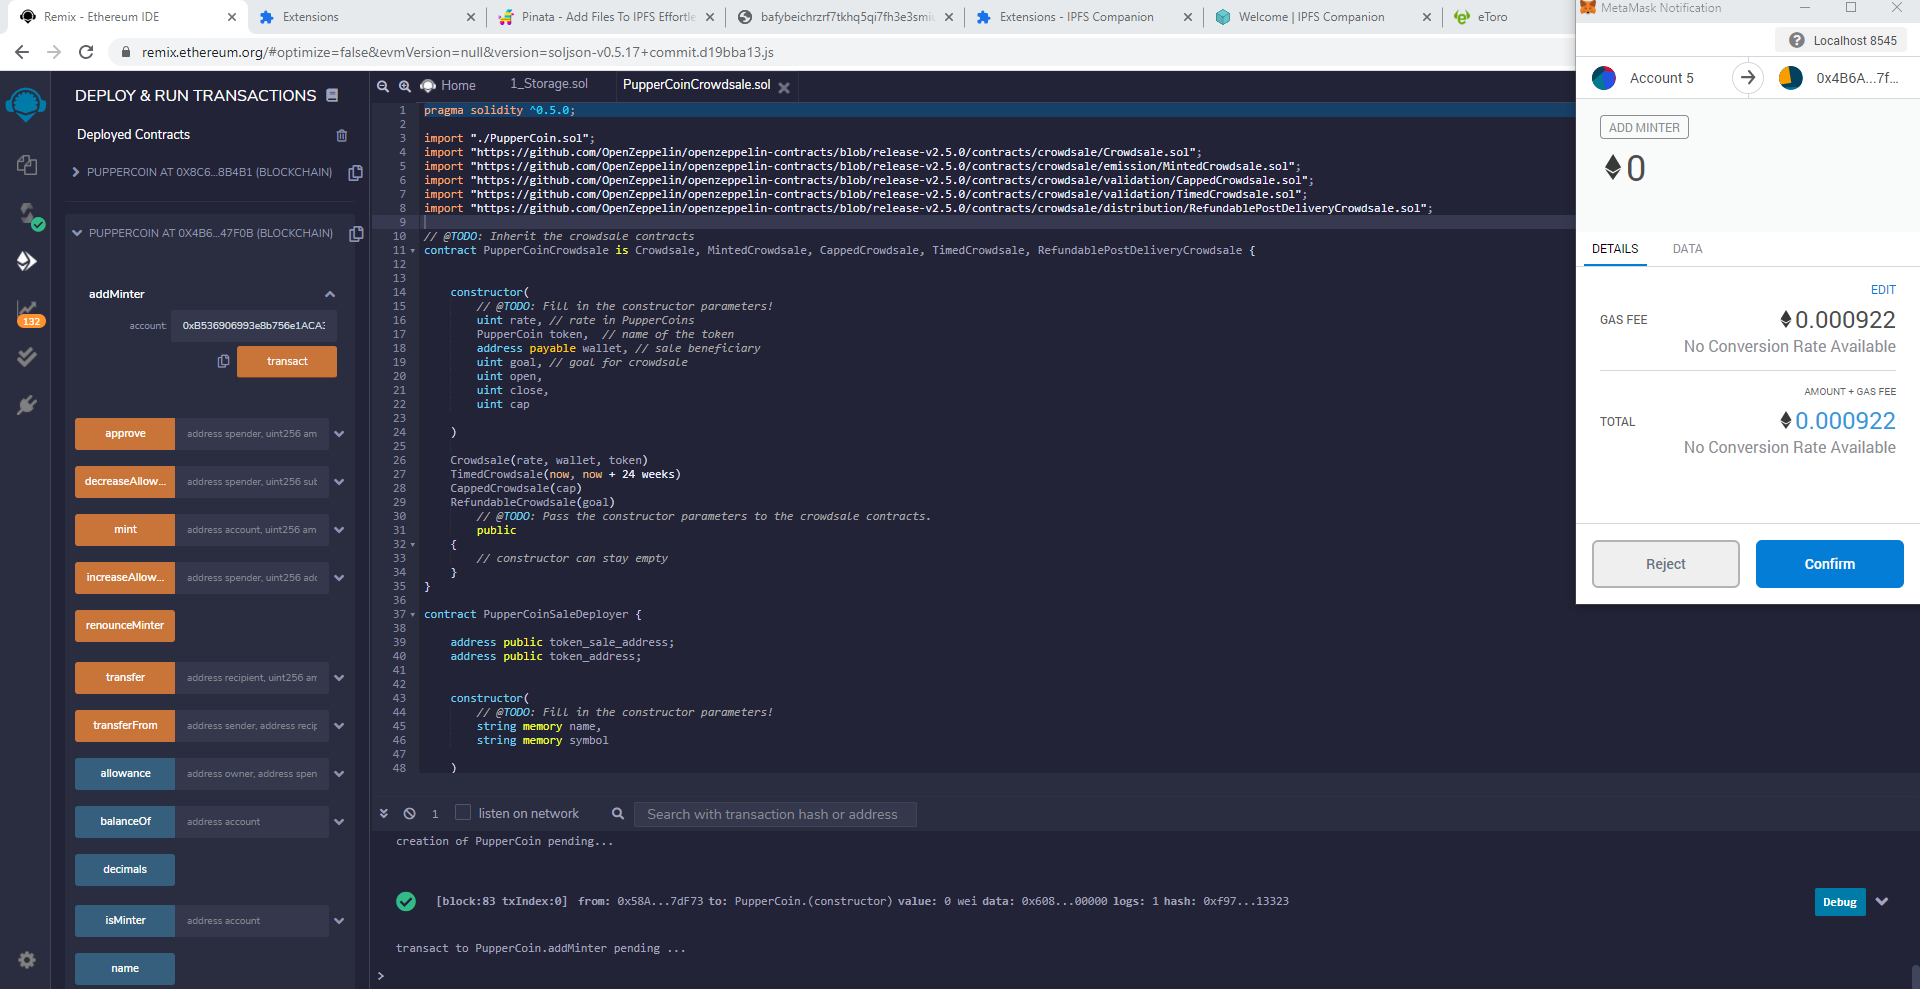 Remix - Ethereum IDE
Extensions
Pinata - Add Files To IPFS Effortle
bafybeichrzrf7tkhq5qi7fh3e3smiu
Extensions - IPFS Companion
Welcome | IPFS Companion
eToro
remix.ethereum.org/#optimize=false&evmVersion=null&version=soljson-v0.5.17+commit.d19bba13.js
DEPLOY & RUN TRANSACTIONS
Deployed Contracts
PUPPERCOIN AT 0X8C6...8B4B1 (BLOCKCHAIN)
PUPPERCOIN AT 0X4B6...47F0B (BLOCKCHAIN)
132
addMinter
account: 0xB536906993e8b756e1ACA3
transact
approve address spender, uint256 am
decreaseAllow... address spender, uint256 sub
mint address account, uint256 am
increaseAllow... address spender, uint256 adc
renounceMinter
transfer address recipient, uint256 am
transferFrom address sender, address recip
allowance address owner, address spen
balanceOf address account
decimals
isMinter address account
name
Home
1_Storage.sol
PupperCoinCrowdsale.sol
1 pragma solidity ^0.5.0;
2
3 import "./PupperCoin.sol";
4 import "https://github.com/OpenZeppelin/openzeppelin-contracts/blob/release-v2.5.0/contracts/crowdsale/Crowdsale.sol";
5 import "https://github.com/OpenZeppelin/openzeppelin-contracts/blob/release-v2.5.0/contracts/crowdsale/emission/MintedCrowdsale.sol";
6 import "https://github.com/OpenZeppelin/openzeppelin-contracts/blob/release-v2.5.0/contracts/crowdsale/validation/CappedCrowdsale.sol";
7 import "https://github.com/OpenZeppelin/openzeppelin-contracts/blob/release-v2.5.0/contracts/crowdsale/validation/TimedCrowdsale.sol";
8 import "https://github.com/OpenZeppelin/openzeppelin-contracts/blob/release-v2.5.0/contracts/crowdsale/distribution/RefundablePostDeliveryCrowdsale.sol";
9
10 // @TODO: Inherit the crowdsale contracts
11 contract PupperCoinCrowdsale is Crowdsale, MintedCrowdsale, CappedCrowdsale, TimedCrowdsale, RefundablePostDeliveryCrowdsale {
12
13
14 constructor(
15 // @TODO: Fill in the constructor parameters!
16 uint rate, // rate in PupperCoins
17 PupperCoin token, // name of the token
18 address payable wallet, // sale beneficiary
19 uint goal, // goal for crowdsale
20 uint open,
21 uint close,
22 uint cap
23
24 )
25
26 Crowdsale(rate, wallet, token)
27 TimedCrowdsale(now, now + 24 weeks)
28 CappedCrowdsale(cap)
29 RefundableCrowdsale(goal)
30 // @TODO: Pass the constructor parameters to the crowdsale contracts.
31 public
32 {
33 // constructor can stay empty
34 }
35 }
36
37 contract PupperCoinSaleDeployer {
38
39 address public token_sale_address;
40 address public token_address;
41
42
43 constructor(
44 // @TODO: Fill in the constructor parameters!
45 string memory name,
46 string memory symbol
47
48 )
1 listen on network Search with transaction hash or address
creation of PupperCoin pending...
[block:83 txIndex:0] from: 0x58A...7dF73 to: PupperCoin.(constructor) value: 0 wei data: 0x608...00000 logs: 1 hash: 0xf97...13323
Debug
transact to PupperCoin.addMinter pending ...
>
MetaMask Notification
Localhost 8545
Account 5
0x4B6A...7f...
ADD MINTER
0
DETAILS DATA
EDIT
GAS FEE 0.000922
No Conversion Rate Available
AMOUNT + GAS FEE
TOTAL 0.000922
No Conversion Rate Available
Reject Confirm